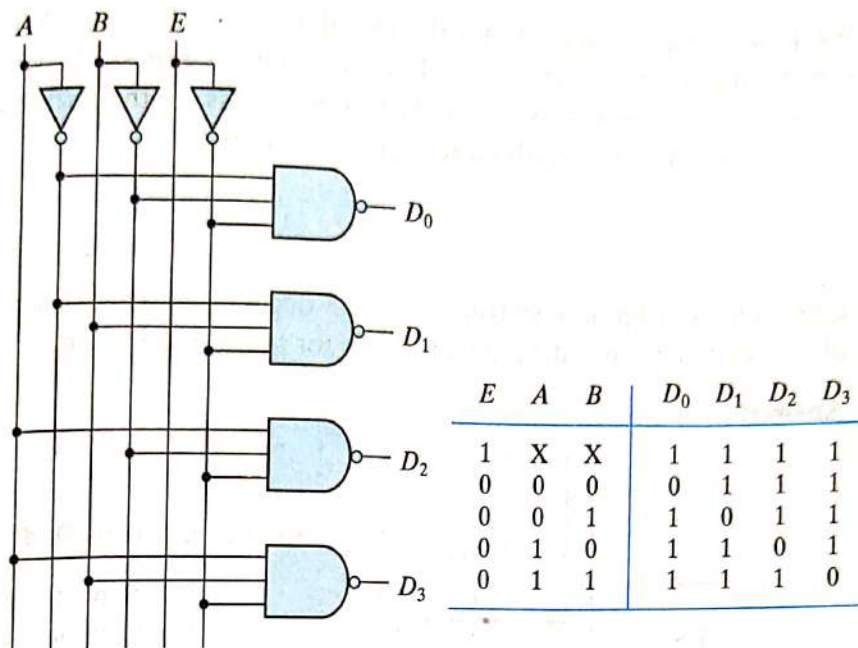 A B E
D0
D1
D2
D3
E A B D0 D1 D2 D3
1 X X 1 1 1 1
0 0 0 0 1 1 1
0 0 1 1 0 1 1
0 1 0 1 1 0 1
0 1 1 1 1 1 0